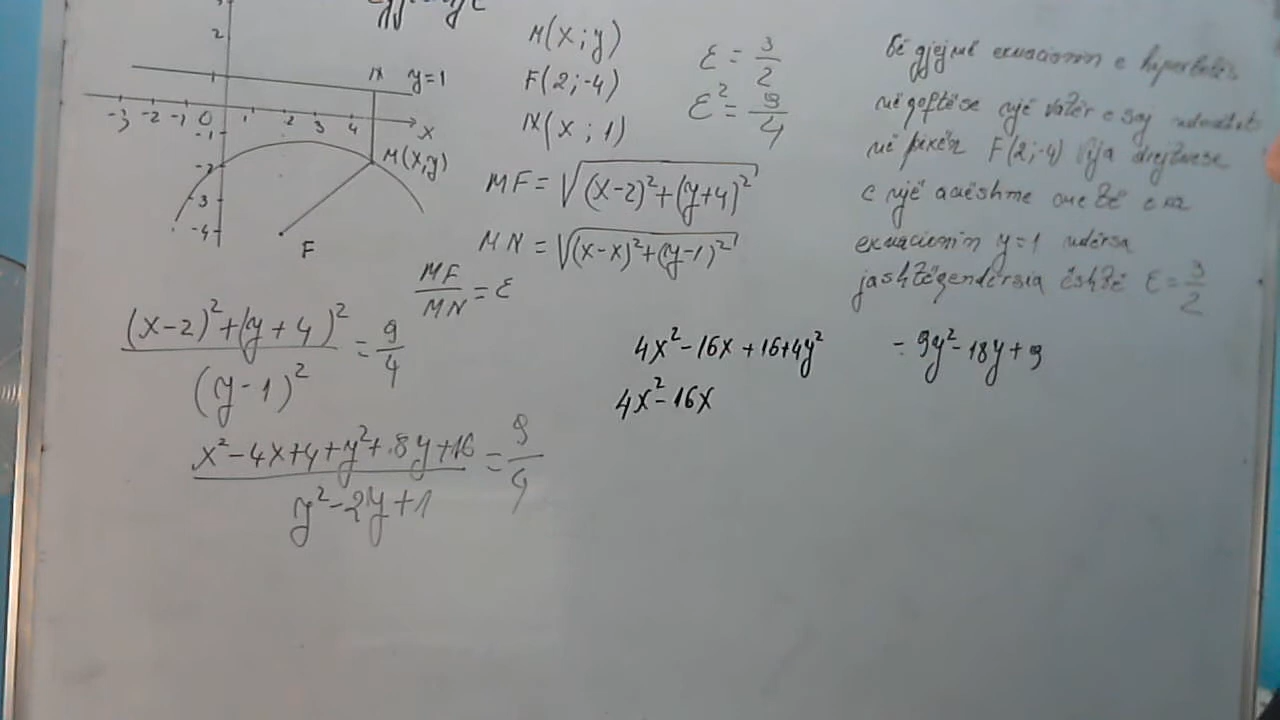 M(x;y)
F(2;-4)
N(x;1)
ε = 3/2
ε² = 9/4
2
N y=1
-3 -2 -1 0 1 2 3 4 x
-1
-2
-3
-4
M(x,y)
F
MF = √((x-2)²+(y+4)²)
MN = √((x-x)²+(y-1)²)
MF/MN = ε
Të gjejmë ekuacionin e hiperbolës
në qoftëse një vatër e saj ndodhet
në pikën F(2;-4) Vija drejtuese
e një anëshme me të e ka
ekuacionin y=1 ndërsa
jashtëqendërsia është ε = 3/2
((x-2)²+(y+4)²)/(y-1)² = 9/4
(x²-4x+4+y²+8y+16)/(y²-2y+1) = 9/4
4x²-16x+16+4y² = 9y²-18y+9
4x²-16x